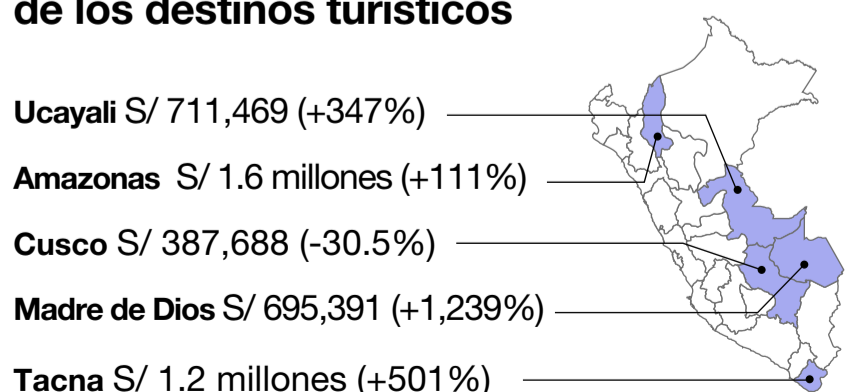 de los destinos turísticos
Ucayali S/ 711,469 (+347%)
Amazonas S/ 1.6 millones (+111%)
Cusco S/ 387,688 (-30.5%)
Madre de Dios S/ 695,391 (+1,239%)
Tacna S/ 1.2 millones (+501%)